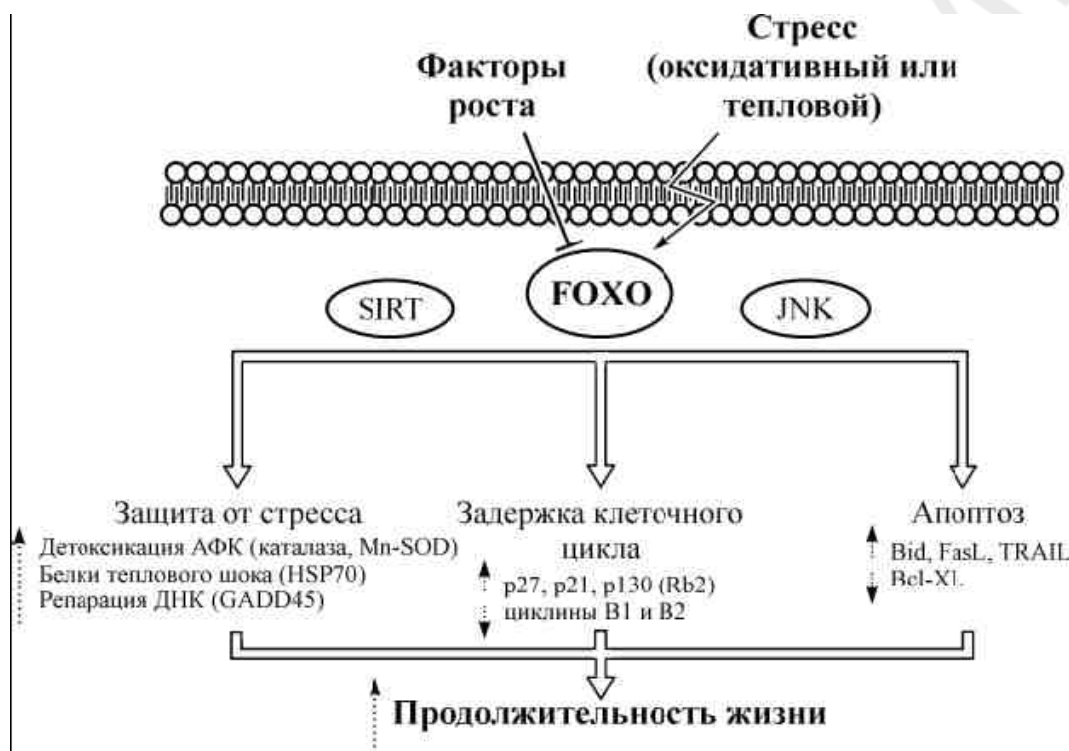 Факторы
роста
Стресс
(оксидативный или
тепловой)
SIRT
FOXO
JNK
Защита от стресса
Детоксикация АФК (каталаза, Mn-SOD)
Белки теплового шока (HSP70)
Репарация ДНК (GADD45)
Задержка клеточного
цикла
p27, p21, p130 (Rb2)
циклины B1 и B2
Апоптоз
Bid, FasL, TRAIL
Bcl-XL
Продолжительность жизни